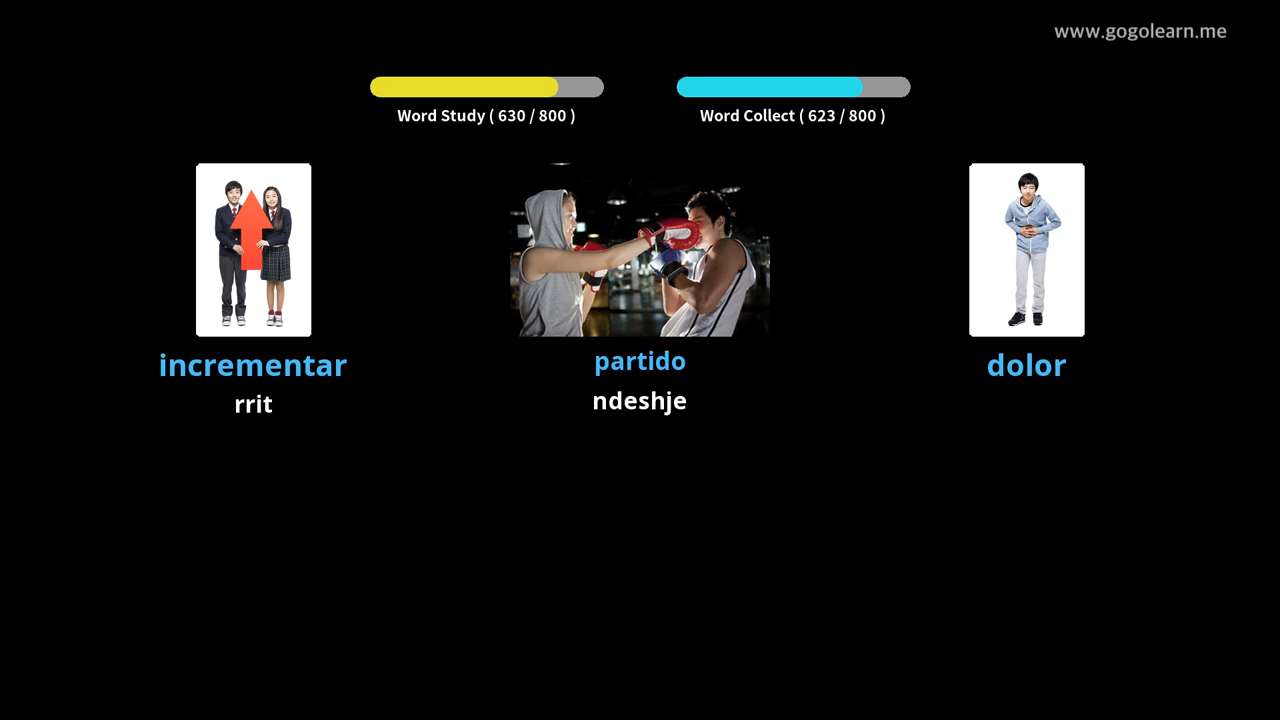 www.gogolearn.me
Word Study ( 630 / 800 )
Word Collect ( 623 / 800 )
incrementar
rrit
partido
ndeshje
dolor